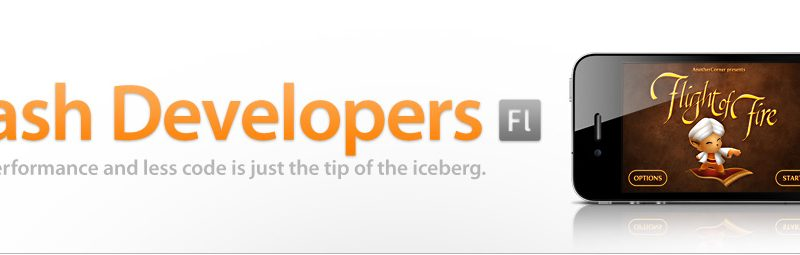 ash Developers Fl
erformance and less code is just the tip of the iceberg.
AnotherCorner presents
Flight of Fire
OPTIONS
START